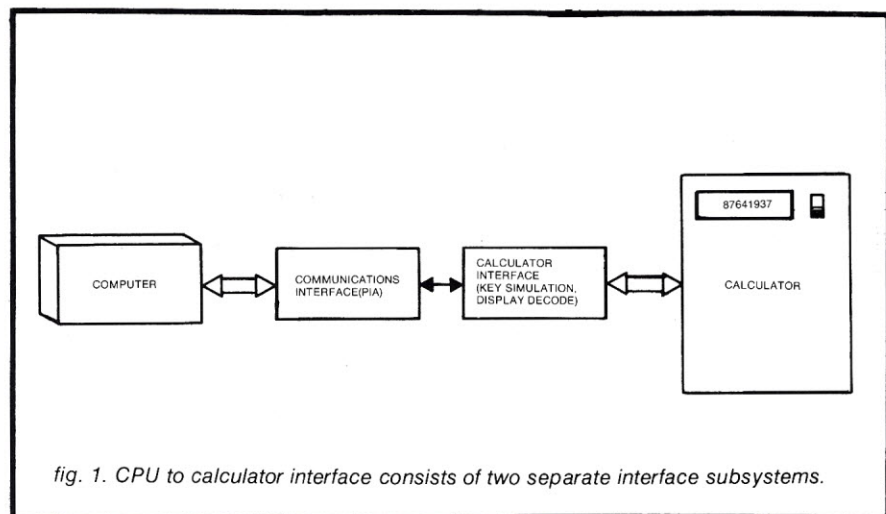 COMPUTER
COMMUNICATIONS
INTERFACE(PIA)
CALCULATOR
INTERFACE
(KEY SIMULATION,
DISPLAY DECODE)
87641937
CALCULATOR
fig. 1. CPU to calculator interface consists of two separate interface subsystems.